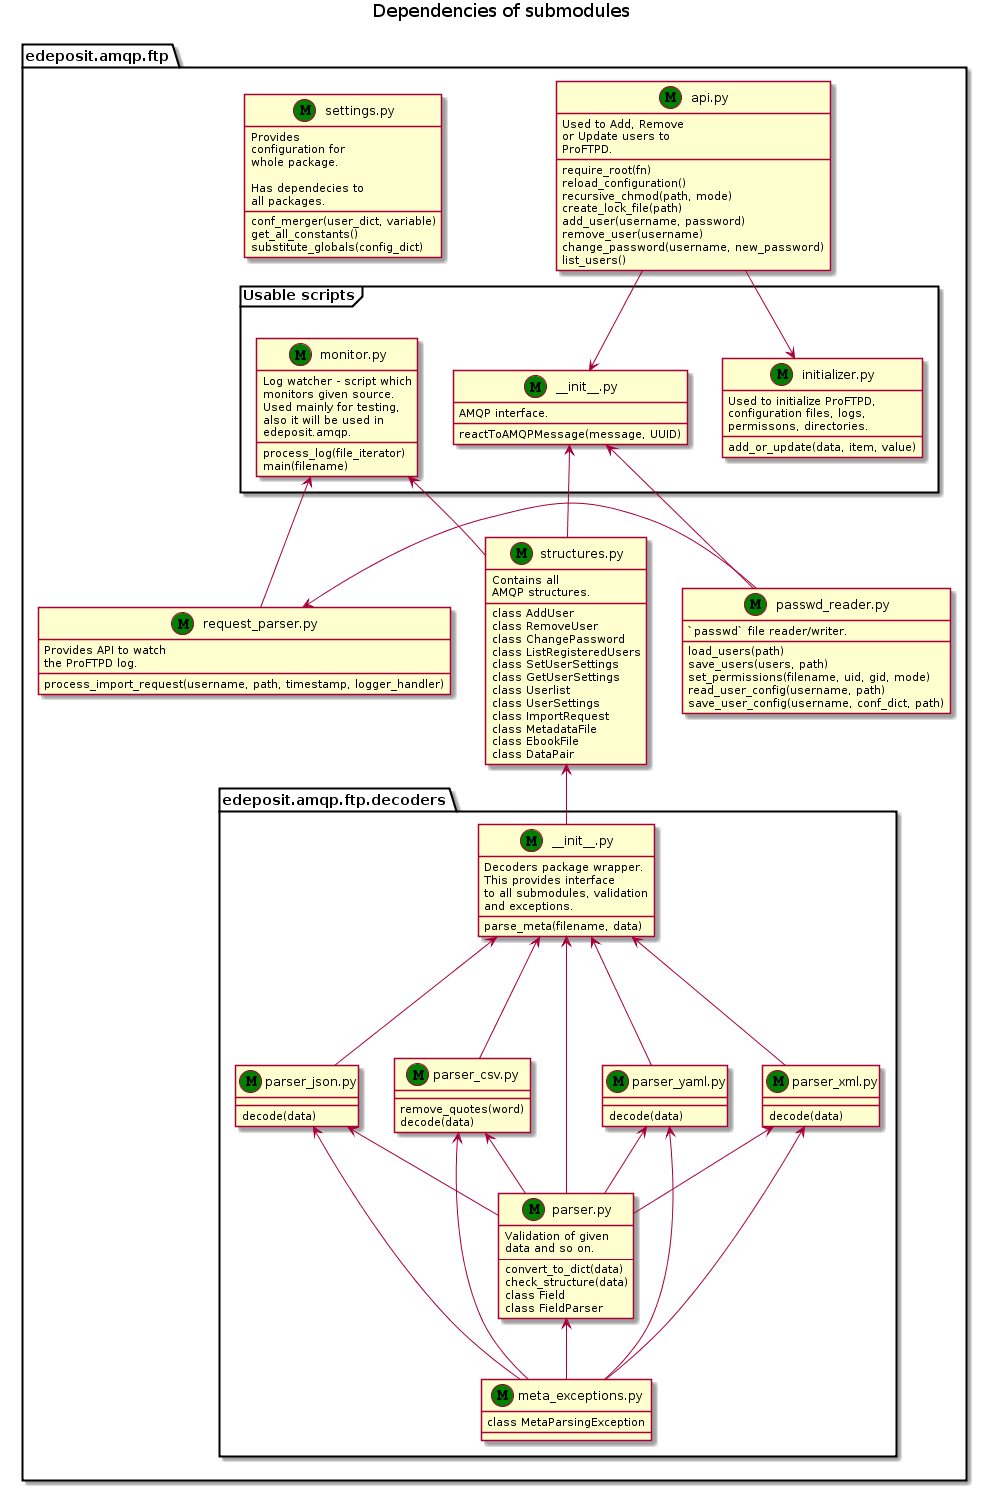 Dependencies of submodules
edeposit.amqp.ftp
M settings.py
Provides
configuration for
whole package.
Has dependecies to
all packages.
conf_merger(user_dict, variable)
get_all_constants()
substitute_globals(config_dict)
M api.py
Used to Add, Remove
or Update users to
ProFTPD.
require_root(fn)
reload_configuration()
recursive_chmod(path, mode)
create_lock_file(path)
add_user(username, password)
remove_user(username)
change_password(username, new_password)
list_users()
Usable scripts
M monitor.py
Log watcher - script which
monitors given source.
Used mainly for testing,
also it will be used in
edeposit.amqp.
process_log(file_iterator)
main(filename)
M __init__.py
AMQP interface.
reactToAMQPMessage(message, UUID)
M initializer.py
Used to initialize ProFTPD,
configuration files, logs,
permissons, directories.
add_or_update(data, item, value)
M request_parser.py
Provides API to watch
the ProFTPD log.
process_import_request(username, path, timestamp, logger_handler)
M structures.py
Contains all
AMQP structures.
class AddUser
class RemoveUser
class ChangePassword
class ListRegisteredUsers
class SetUserSettings
class GetUserSettings
class Userlist
class UserSettings
class ImportRequest
class MetadataFile
class EbookFile
class DataPair
M passwd_reader.py
`passwd` file reader/writer.
load_users(path)
save_users(users, path)
set_permissions(filename, uid, gid, mode)
read_user_config(username, path)
save_user_config(username, conf_dict, path)
edeposit.amqp.ftp.decoders
M __init__.py
Decoders package wrapper.
This provides interface
to all submodules, validation
and exceptions.
parse_meta(filename, data)
M parser_json.py
decode(data)
M parser_csv.py
remove_quotes(word)
decode(data)
M parser_yaml.py
decode(data)
M parser_xml.py
decode(data)
M parser.py
Validation of given
data and so on.
convert_to_dict(data)
check_structure(data)
class Field
class FieldParser
M meta_exceptions.py
class MetaParsingException